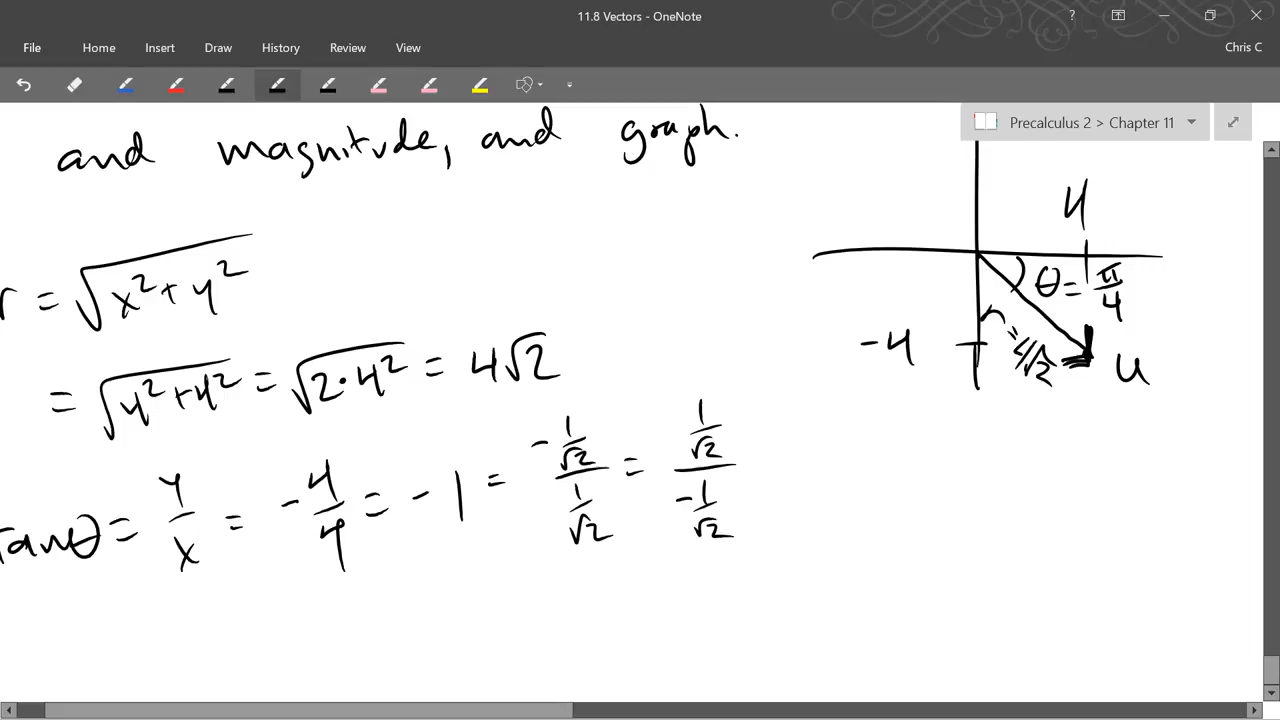 11.8 Vectors - OneNote
?
File Home Insert Draw History Review View Chris C
Precalculus 2 > Chapter 11
and magnitude, and graph.
r = √(x² + y²)
= √(4² + 4²) = √(2 · 4²) = 4√2
tanθ = y/x = -4/4 = -1 = (-1/√2)/(1/√2) = (1/√2)/(-1/√2)
4
θ = π/4
-4
r = 4√2
u